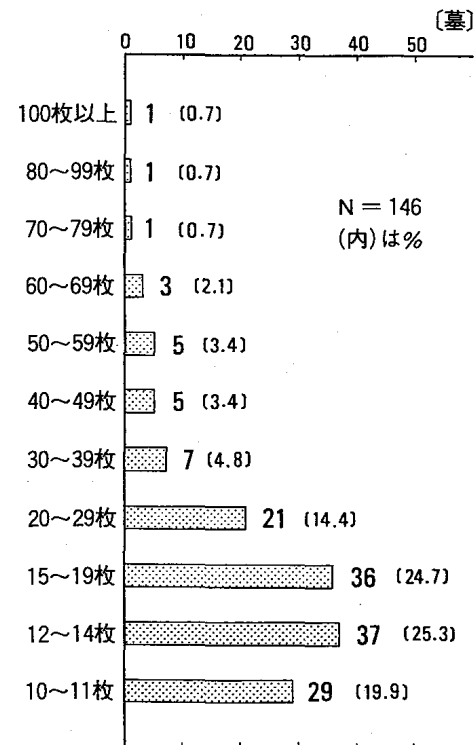 〔墓〕
0 10 20 30 40 50
100枚以上 1 〔0.7〕
80〜99枚 1 〔0.7〕
70〜79枚 1 〔0.7〕
N = 146
〔内〕は%
60〜69枚 3 〔2.1〕
50〜59枚 5 〔3.4〕
40〜49枚 5 〔3.4〕
30〜39枚 7 〔4.8〕
20〜29枚 21 〔14.4〕
15〜19枚 36 〔24.7〕
12〜14枚 37 〔25.3〕
10〜11枚 29 〔19.9〕